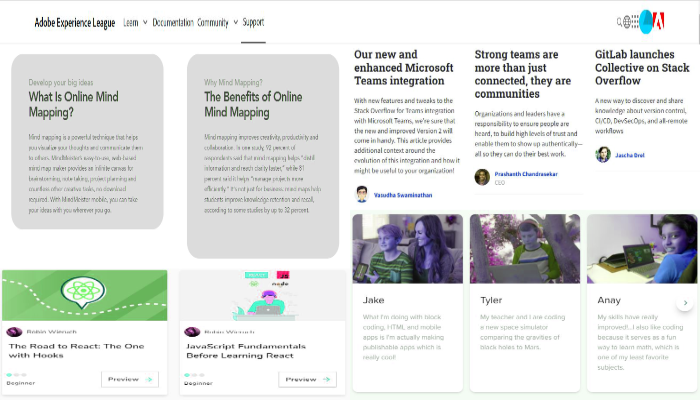 Adobe Experience League
Learn
Documentation
Community
Support
Develop your big ideas
What Is Online Mind
Mapping?
Mind mapping is a powerful technique that helps
you visualize your thoughts and communicate them
to others. MindMeister's easy-to-use, web-based
mind map maker provides an infinite canvas for
brainstorming, note taking, project planning and
countless other creative tasks, no download
required. With MindMeister mobile, you can take
your ideas with you wherever you go.
Why Mind Mapping?
The Benefits of Online
Mind Mapping
Mind mapping improves creativity, productivity and
collaboration. In one study, 92 percent of
respondents said that mind mapping helps "distill
information and reach clarity faster," while 81
percent said it helps "manage projects more
efficiently." It's not just for business: mind maps help
students improve knowledge retention and recall,
according to some studies by up to 32 percent.
Our new and
enhanced Microsoft
Teams integration
With new features and tweaks to the
Stack Overflow for Teams integration
with Microsoft Teams, we're sure that
the new and improved Version 2 will
come in handy. This article provides
additional context around the
evolution of this integration and how it
might be useful to your organization!
Vasudha Swaminathan
Strong teams are
more than just
connected, they are
communities
Organizations and leaders have a
responsibility to ensure people are
heard, to build high levels of trust and
enable them to show up authentically—
all so they can do their best work.
Prashanth Chandrasekar
CEO
GitLab launches
Collective on Stack
Overflow
A new way to discover and share
knowledge about version control,
CI/CD, DevSecOps, and all-remote
workflows
Jascha Drel
Robin Wieruch
The Road to React: The One
with Hooks
Beginner
Preview
JS
node
Robin Wieruch
JavaScript Fundamentals
Before Learning React
Beginner
Preview
Jake
What I'm doing with block
coding, HTML and mobile
apps is I'm actually making
publishable apps which is
really cool!
Tyler
My teacher and I are coding
a new space simulator
comparing the gravities of
black holes to Mars.
Anay
My skills have really
improved!...I also like coding
because it serves as a fun
way to learn math, which is
one of my least favorite
subjects.